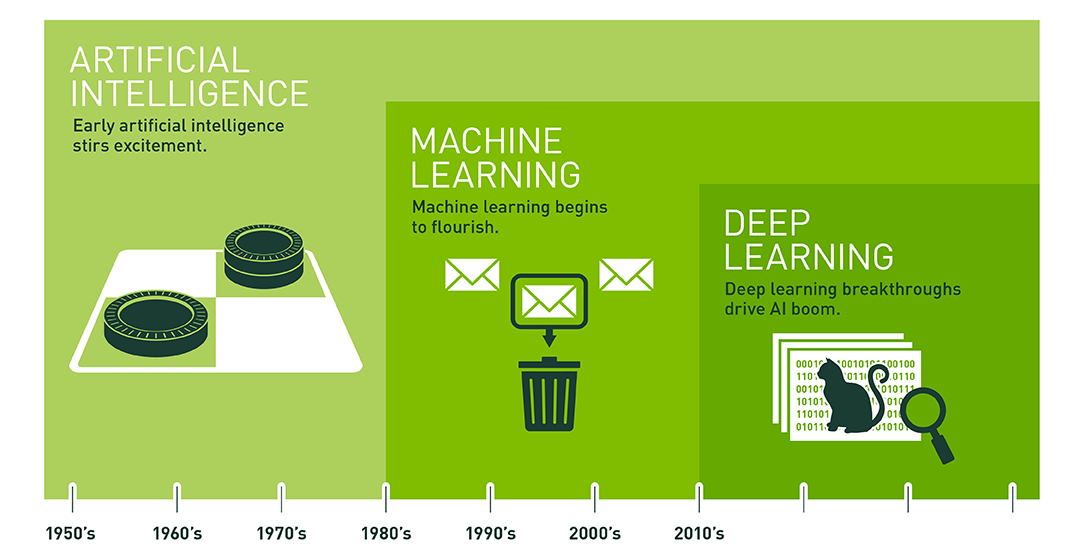 ARTIFICIAL
INTELLIGENCE
Early artificial intelligence
stirs excitement.
MACHINE
LEARNING
Machine learning begins
to flourish.
DEEP
LEARNING
Deep learning breakthroughs
drive AI boom.
1950's
1960's
1970's
1980's
1990's
2000's
2010's